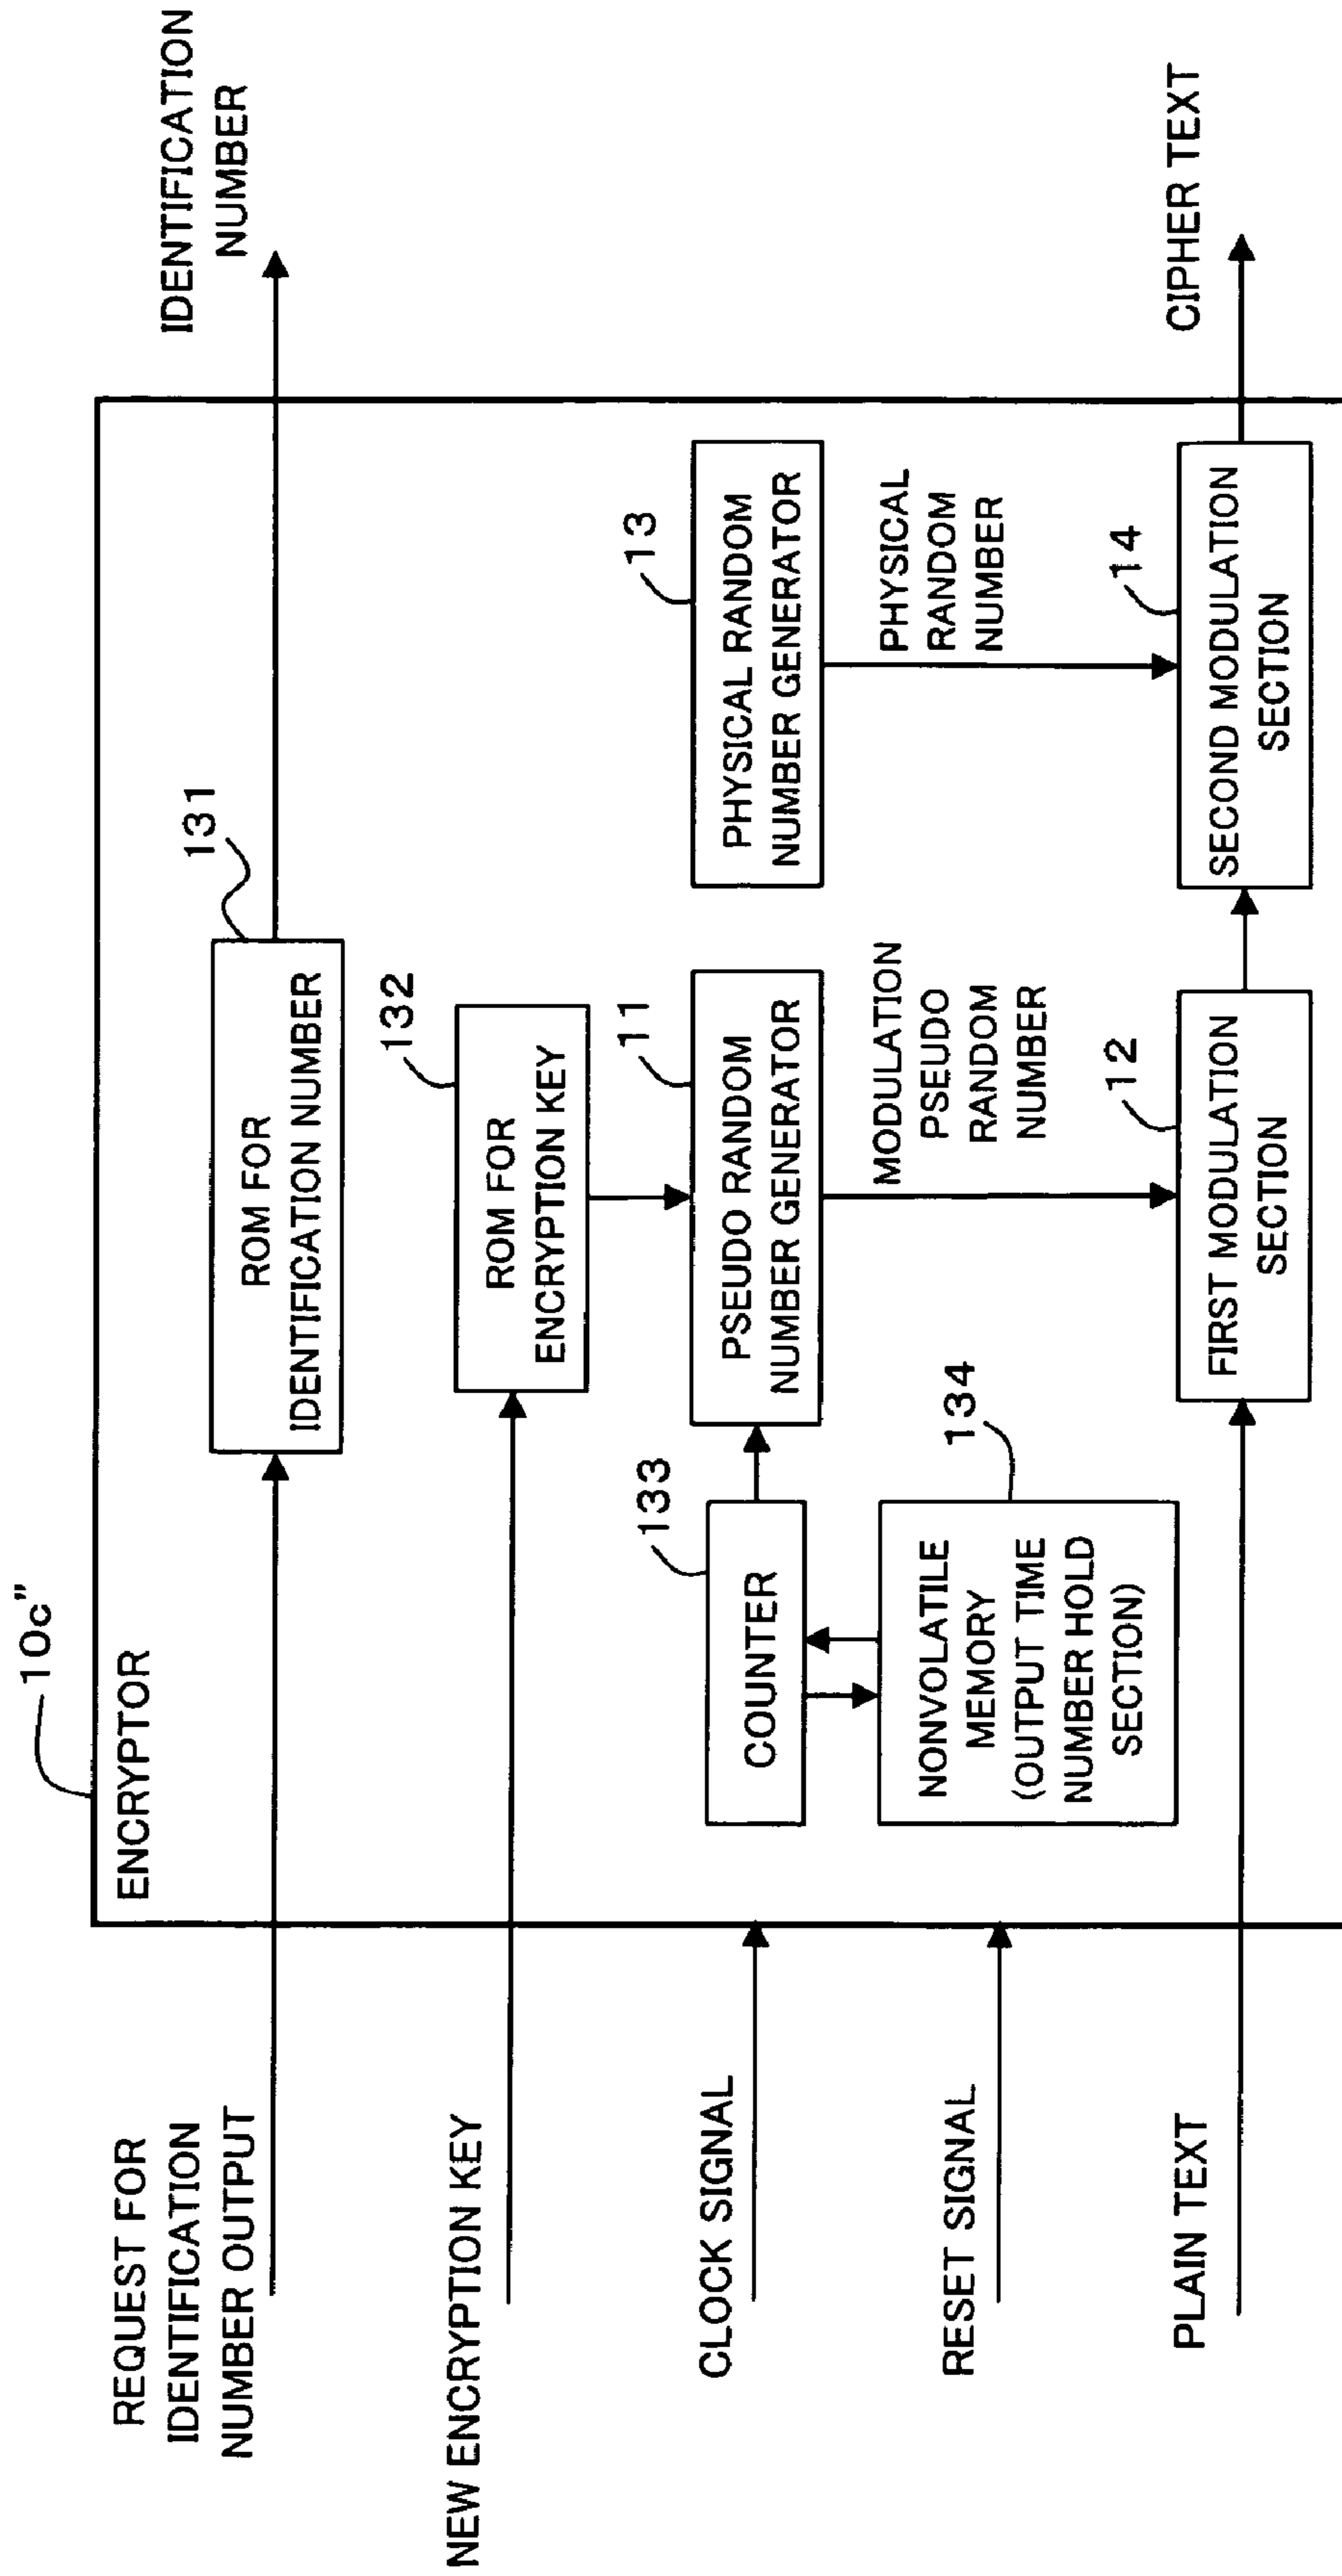 10c"
ENCRYPTOR
REQUEST FOR
IDENTIFICATION
NUMBER OUTPUT
131
ROM FOR
IDENTIFICATION NUMBER
IDENTIFICATION
NUMBER
NEW ENCRYPTION KEY
132
ROM FOR
ENCRYPTION KEY
CLOCK SIGNAL
133
COUNTER
11
PSEUDO RANDOM
NUMBER GENERATOR
13
PHYSICAL RANDOM
NUMBER GENERATOR
RESET SIGNAL
134
NONVOLATILE
MEMORY
(OUTPUT TIME
NUMBER HOLD
SECTION)
MODULATION
PSEUDO
RANDOM
NUMBER
PHYSICAL
RANDOM
NUMBER
PLAIN TEXT
12
FIRST MODULATION
SECTION
14
SECOND MODULATION
SECTION
CIPHER TEXT